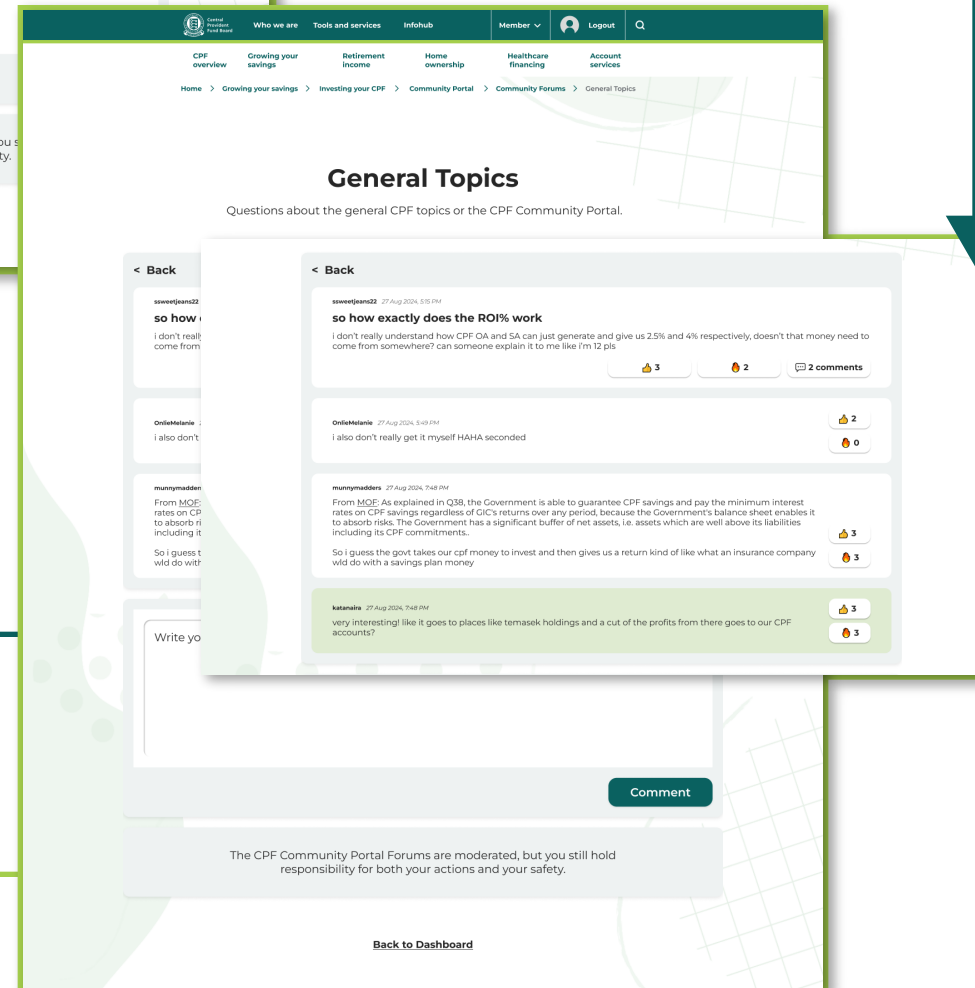 ou s
ty.
Central
Provident
Fund Board
Who we are
Tools and services
Infohub
Member
Logout
CPF
overview
Growing your
savings
Retirement
income
Home
ownership
Healthcare
financing
Account
services
Home > Growing your savings > Investing your CPF > Community Portal > Community Forums > General Topics
General Topics
Questions about the general CPF topics or the CPF Community Portal.
< Back
ssweetjeans22
so how
i don't really
come from
OnlieMelanie
i also don't
munnymadders
From MOF:
rates on CP
to absorb ri
including it
So i guess t
wld do with
Write yo
< Back
ssweetjeans22 27 Aug 2024, 5:15 PM
so how exactly does the ROI% work
i don't really understand how CPF OA and SA can just generate and give us 2.5% and 4% respectively, doesn't that money need to
come from somewhere? can someone explain it to me like i'm 12 pls
👍 3
🔥 2
2 comments
OnlieMelanie 27 Aug 2024, 5:49 PM
i also don't really get it myself HAHA seconded
👍 2
🔥 0
munnymadders 27 Aug 2024, 7:48 PM
From MOF: As explained in Q38, the Government is able to guarantee CPF savings and pay the minimum interest
rates on CPF savings regardless of GIC's returns over any period, because the Government's balance sheet enables it
to absorb risks. The Government has a significant buffer of net assets, i.e. assets which are well above its liabilities
including its CPF commitments..
So i guess the govt takes our cpf money to invest and then gives us a return kind of like what an insurance company
wld do with a savings plan money
👍 3
🔥 3
katanaira 27 Aug 2024, 7:48 PM
very interesting! like it goes to places like temasek holdings and a cut of the profits from there goes to our CPF
accounts?
👍 3
🔥 3
Comment
The CPF Community Portal Forums are moderated, but you still hold
responsibility for both your actions and your safety.
Back to Dashboard